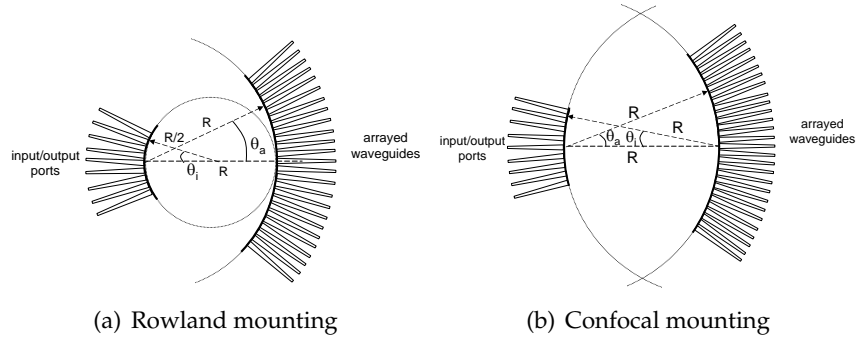 R/2
R
θa
θi
R
input/output
ports
arrayed
waveguides
(a) Rowland mounting
R
θa θi
R
R
input/output
ports
arrayed
waveguides
(b) Confocal mounting